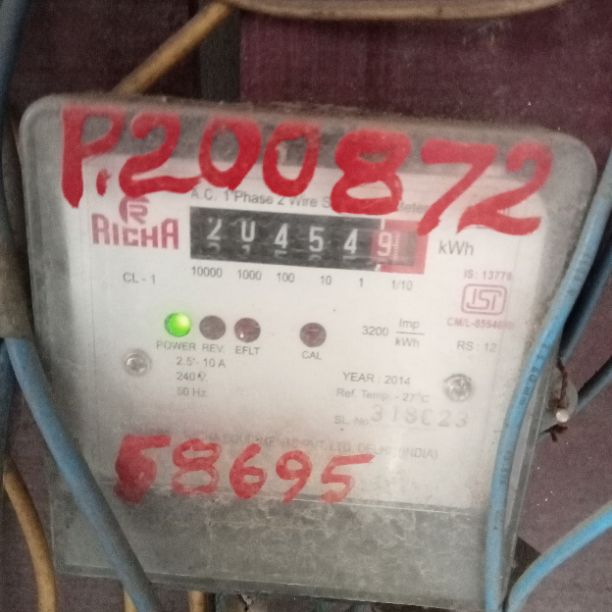 P.200872
A.C. 1 Phase 2 Wire
RICHA
2 0 4 5 4 9 kWh
CL - 1
10000 1000 100 10 1 1/10
IS : 13779
ISI
3200 Imp/kWh
POWER REV. EFLT CAL
RS : 12
2.5 - 10 A
240 V.
50 Hz.
YEAR : 2014
Ref. Temp. - 27°C
SL. No.
58695